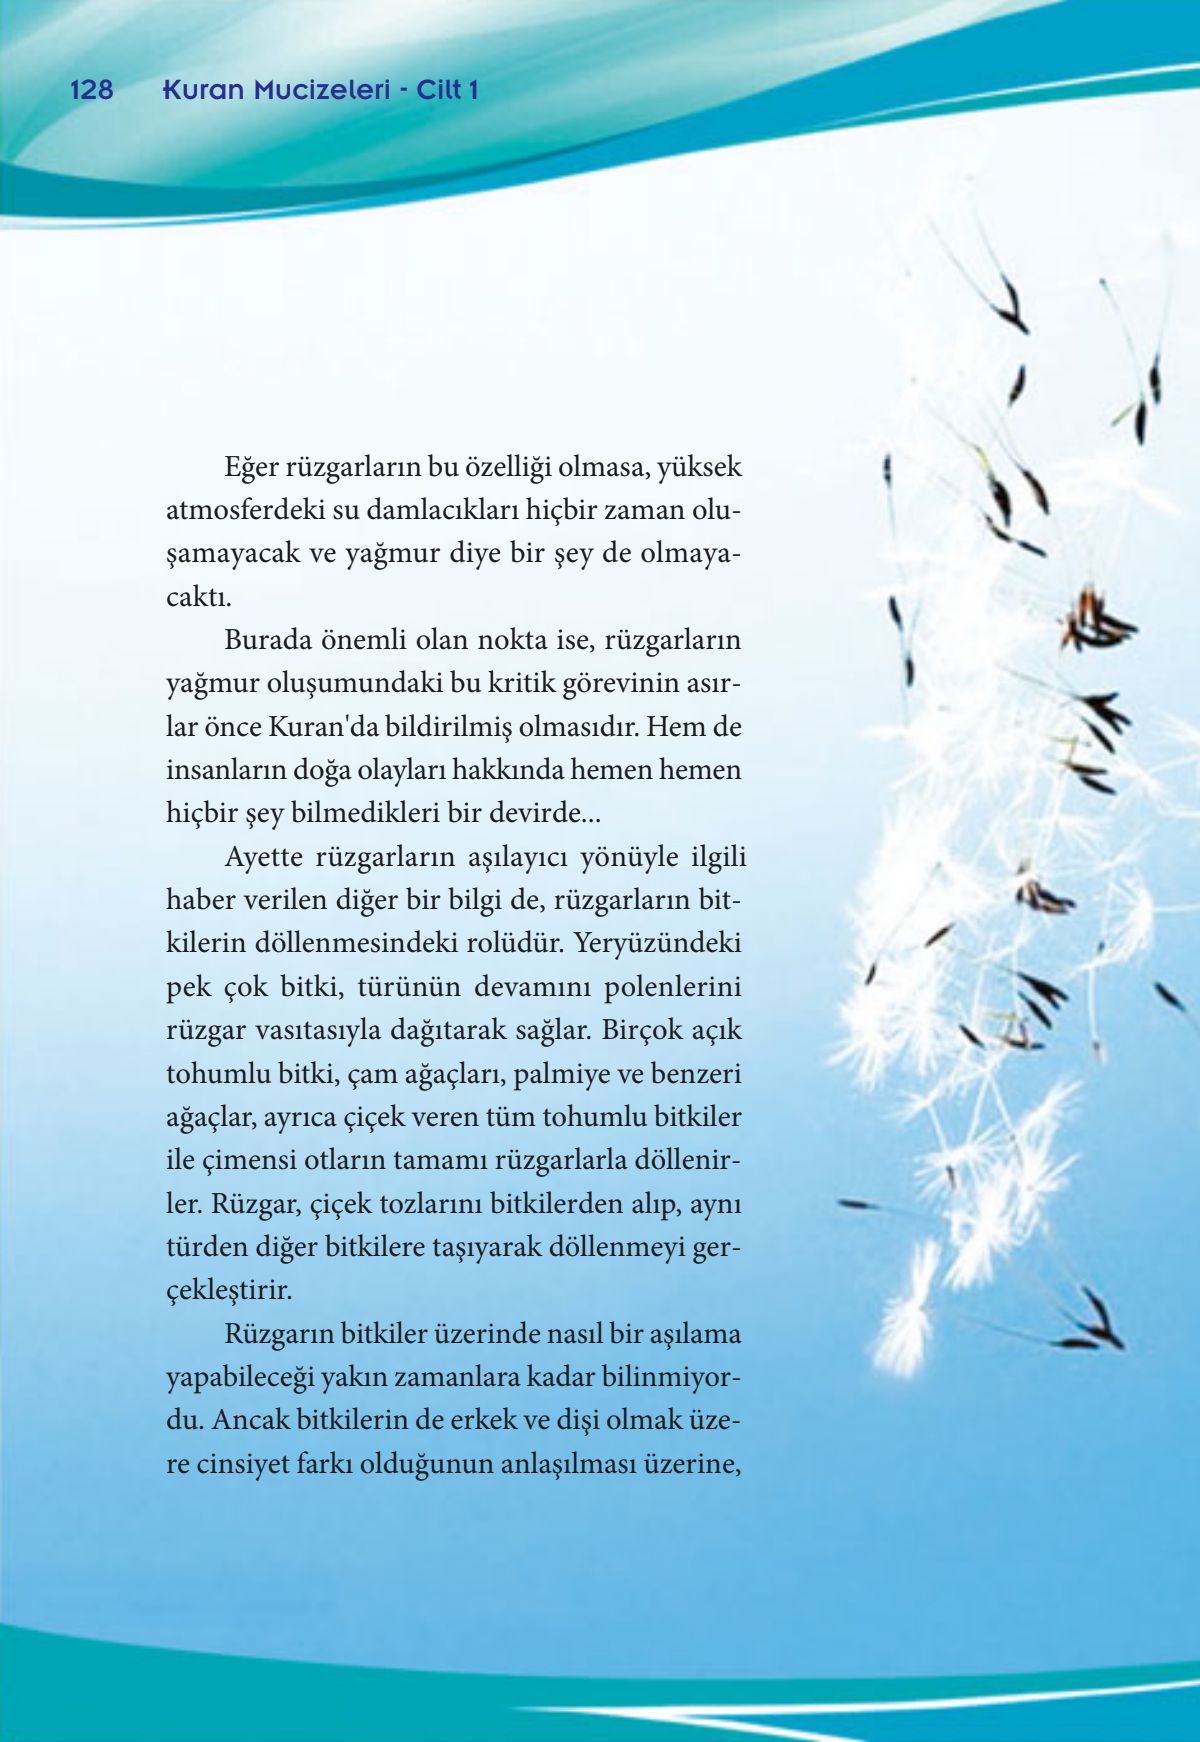 128 Kuran Mucizeleri - Cilt 1
Eğer rüzgarların bu özelliği olmasa, yüksek
atmosferdeki su damlacıkları hiçbir zaman olu-
şamayacak ve yağmur diye bir şey de olmaya-
caktı.
Burada önemli olan nokta ise, rüzgarların
yağmur oluşumundaki bu kritik görevinin asır-
lar önce Kuran'da bildirilmiş olmasıdır. Hem de
insanların doğa olayları hakkında hemen hemen
hiçbir şey bilmedikleri bir devirde...
Ayette rüzgarların aşılayıcı yönüyle ilgili
haber verilen diğer bir bilgi de, rüzgarların bit-
kilerin döllenmesindeki rolüdür. Yeryüzündeki
pek çok bitki, türünün devamını polenlerini
rüzgar vasıtasıyla dağıtarak sağlar. Birçok açık
tohumlu bitki, çam ağaçları, palmiye ve benzeri
ağaçlar, ayrıca çiçek veren tüm tohumlu bitkiler
ile çimensi otların tamamı rüzgarlarla döllenir-
ler. Rüzgar, çiçek tozlarını bitkilerden alıp, aynı
türden diğer bitkilere taşıyarak döllenmeyi ger-
çekleştirir.
Rüzgarın bitkiler üzerinde nasıl bir aşılama
yapabileceği yakın zamanlara kadar bilinmiyor-
du. Ancak bitkilerin de erkek ve dişi olmak üze-
re cinsiyet farkı olduğunun anlaşılması üzerine,